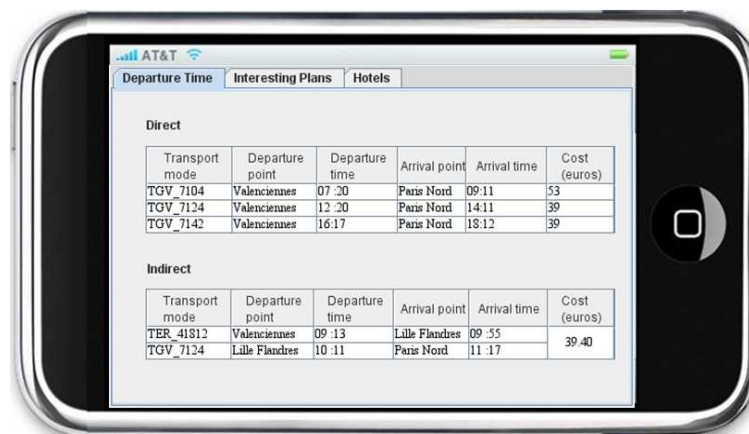 AT&T
Departure Time Interesting Plans Hotels
Direct
Transport mode Departure point Departure time Arrival point Arrival time Cost (euros)
TGV_7104 Valenciennes 07 :20 Paris Nord 09:11 53
TGV_7124 Valenciennes 12 :20 Paris Nord 14:11 39
TGV_7142 Valenciennes 16:17 Paris Nord 18:12 39
Indirect
Transport mode Departure point Departure time Arrival point Arrival time Cost (euros)
TER_41812 Valenciennes 09 :13 Lille Flandres 09 :55 39.40
TGV_7124 Lille Flandres 10 :11 Paris Nord 11 :17